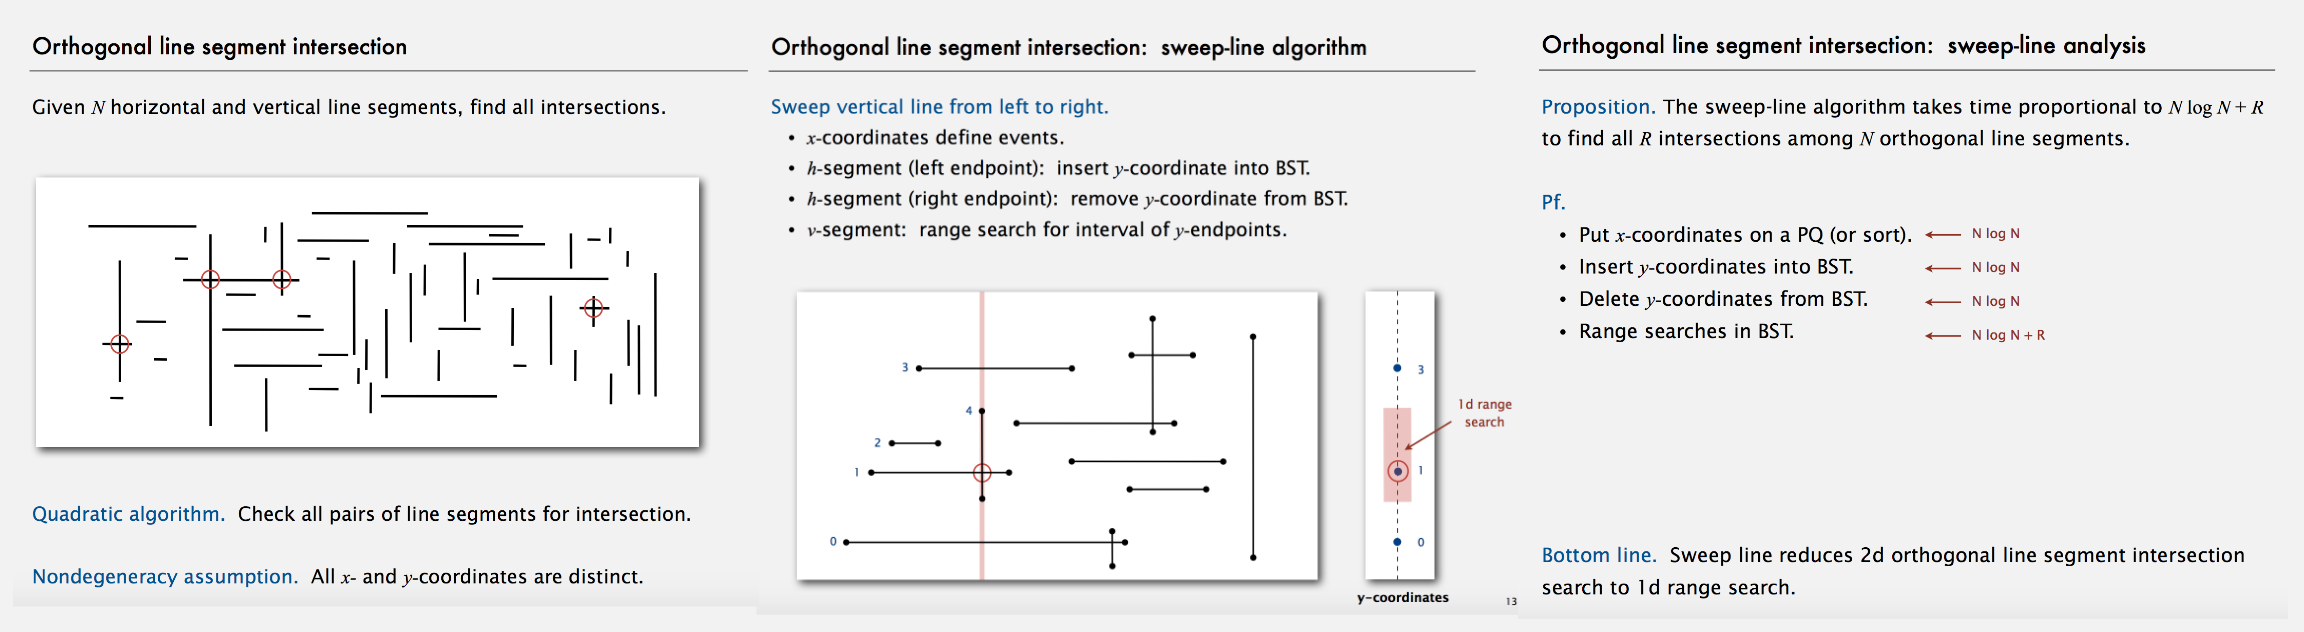 Orthogonal line segment intersection
Given N horizontal and vertical line segments, find all intersections.
Quadratic algorithm. Check all pairs of line segments for intersection.
Nondegeneracy assumption. All x- and y-coordinates are distinct.
Orthogonal line segment intersection: sweep-line algorithm
Sweep vertical line from left to right.
• x-coordinates define events.
• h-segment (left endpoint): insert y-coordinate into BST.
• h-segment (right endpoint): remove y-coordinate from BST.
• v-segment: range search for interval of y-endpoints.
3
4
2
1
0
3
1d range
search
1
0
y-coordinates
13
Orthogonal line segment intersection: sweep-line analysis
Proposition. The sweep-line algorithm takes time proportional to N log N + R
to find all R intersections among N orthogonal line segments.
Pf.
• Put x-coordinates on a PQ (or sort). N log N
• Insert y-coordinates into BST. N log N
• Delete y-coordinates from BST. N log N
• Range searches in BST. N log N + R
Bottom line. Sweep line reduces 2d orthogonal line segment intersection
search to 1d range search.